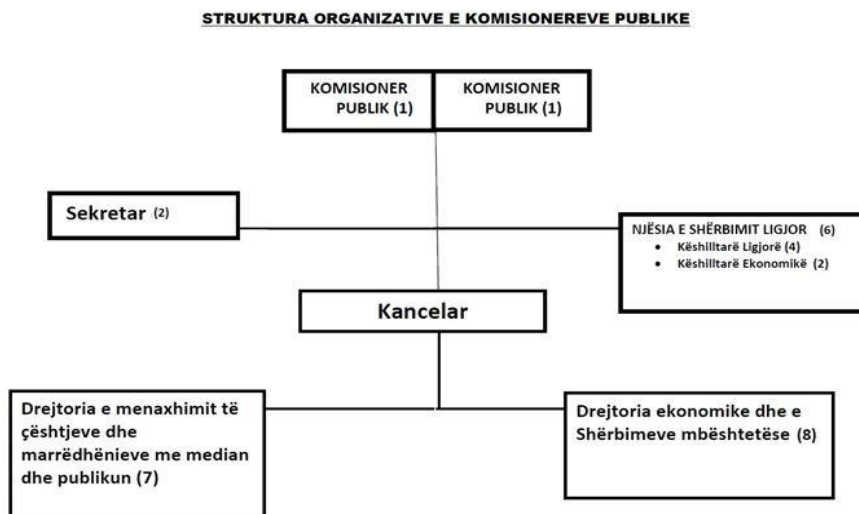 STRUKTURA ORGANIZATIVE E KOMISIONEREVE PUBLIKE
KOMISIONER
PUBLIK (1)
KOMISIONER
PUBLIK (1)
Sekretar (2)
NJËSIA E SHËRBIMIT LIGJOR (6)
• Këshilltarë Ligjorë (4)
• Këshilltarë Ekonomikë (2)
Kancelar
Drejtoria e menaxhimit të
çështjeve dhe
marrëdhënieve me median
dhe publikun (7)
Drejtoria ekonomike dhe e
Shërbimeve mbështetëse (8)